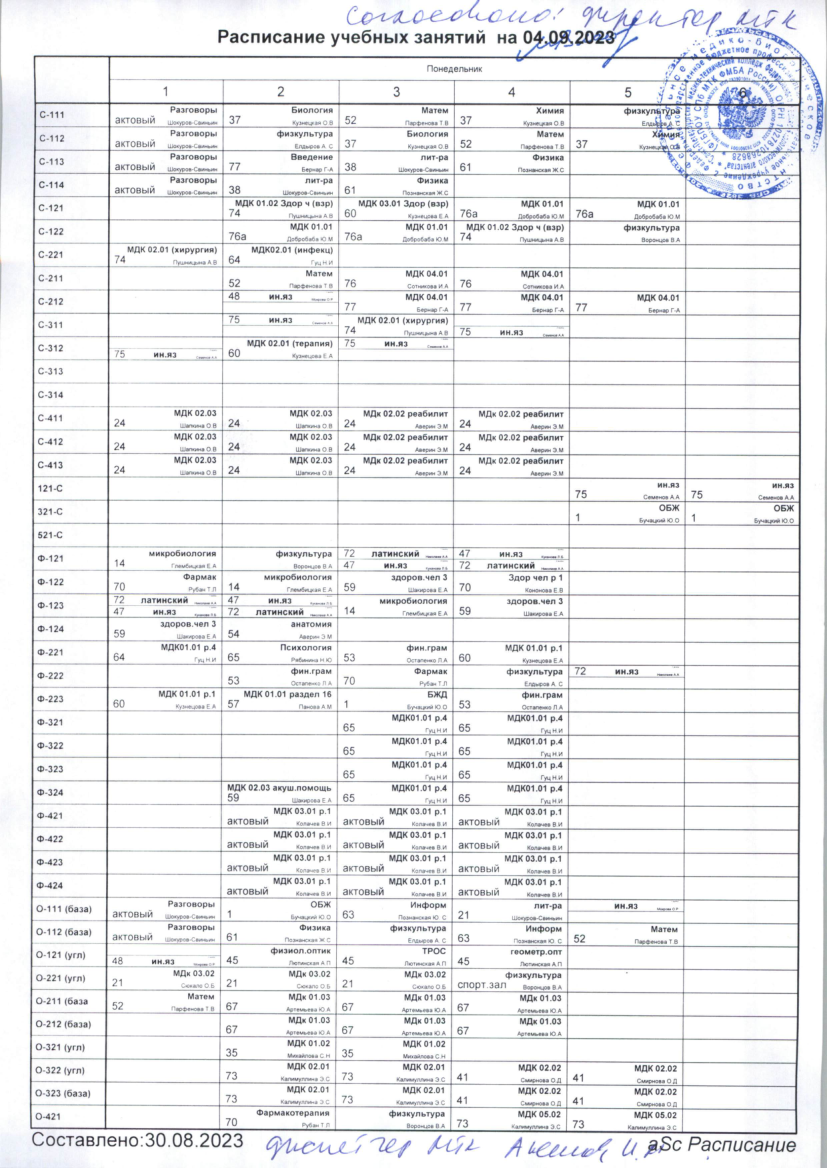 Согласовано: директор МТК
Расписание учебных занятий на 04.09.2023
Понедельник
1 2 3 4 5 6
С-111 актовый Разговоры Шокуров-Свиньин 37 Биология Кузнецкая О.В 52 Матем Парфенова Т.В 37 Химия Кузнецкая О.В физкультура Елдыров А.
С-112 актовый Разговоры Шокуров-Свиньин физкультура Елдыров А. С 37 Биология Кузнецкая О.В 52 Матем Парфенова Т.В 37 Химия Кузнецкая О.В
С-113 актовый Разговоры Шокуров-Свиньин 77 Введение Бернар Г-А 38 лит-ра Шокуров-Свиньин 61 Физика Познанская Ж.С
С-114 актовый Разговоры Шокуров-Свиньин 38 лит-ра Шокуров-Свиньин 61 Физика Познанская Ж.С
С-121 74 МДК 01.02 Здор ч (взр) Пушницына А.В 60 МДК 03.01 Здор (взр) Кузнецова Е.А 76а МДК 01.01 Добробаба Ю.М 76а МДК 01.01 Добробаба Ю.М
С-122 76а МДК 01.01 Добробаба Ю.М 76а МДК 01.01 Добробаба Ю.М 74 МДК 01.02 Здор ч (взр) Пушницына А.В физкультура Воронцов В.А
С-221 74 МДК 02.01 (хирургия) Пушницына А.В 64 МДК02.01 (инфекц) Гуц Н.И
С-211 52 Матем Парфенова Т.В 76 МДК 04.01 Сотникова И.А 76 МДК 04.01 Сотникова И.А
С-212 48 ин.яз 77 МДК 04.01 Бернар Г-А 77 МДК 04.01 Бернар Г-А 77 МДК 04.01 Бернар Г-А
С-311 75 ин.яз 74 МДК 02.01 (хирургия) Пушницына А.В 75 ин.яз
С-312 75 ин.яз 60 МДК 02.01 (терапия) Кузнецова Е.А 75 ин.яз
С-313
С-314
С-411 24 МДК 02.03 Шапкина О.В 24 МДК 02.03 Шапкина О.В 24 МДк 02.02 реабилит Аверин Э.М 24 МДк 02.02 реабилит Аверин Э.М
С-412 24 МДК 02.03 Шапкина О.В 24 МДК 02.03 Шапкина О.В 24 МДк 02.02 реабилит Аверин Э.М 24 МДк 02.02 реабилит Аверин Э.М
С-413 24 МДК 02.03 Шапкина О.В 24 МДК 02.03 Шапкина О.В 24 МДк 02.02 реабилит Аверин Э.М 24 МДк 02.02 реабилит Аверин Э.М
121-С 75 ин.яз Семенов А.А 75 ин.яз Семенов А.А
321-С 1 ОБЖ Бучацкий Ю.О 1 ОБЖ Бучацкий Ю.О
521-С
Ф-121 14 микробиология Глембицкая Е.А физкультура Воронцов В.А 72 латинский 47 ин.яз 47 ин.яз 72 латинский
Ф-122 70 Фармак Рубан Т.Л 14 микробиология Глембицкая Е.А 59 здоров.чел 3 Шакирова Е.А 70 Здор чел р 1 Кононова Е.В
Ф-123 72 латинский 47 ин.яз 47 ин.яз 72 латинский 14 микробиология Глембицкая Е.А 59 здоров.чел 3 Шакирова Е.А
Ф-124 59 здоров.чел 3 Шакирова Е.А 54 анатомия Аверин Э.М
Ф-221 64 МДК01.01 р.4 Гуц Н.И 65 Психология Рябинина Н.Ю 53 фин.грам Остапенко Л.А 60 МДК 01.01 р.1 Кузнецова Е.А
Ф-222 53 фин.грам Остапенко Л.А 70 Фармак Рубан Т.Л физкультура Елдыров А. С 72 ин.яз
Ф-223 60 МДК 01.01 р.1 Кузнецова Е.А 57 МДК 01.01 раздел 16 Панова А.М 1 БЖД Бучацкий Ю.О 53 фин.грам Остапенко Л.А
Ф-321 65 МДК01.01 р.4 Гуц Н.И 65 МДК01.01 р.4 Гуц Н.И
Ф-322 65 МДК01.01 р.4 Гуц Н.И 65 МДК01.01 р.4 Гуц Н.И
Ф-323 65 МДК01.01 р.4 Гуц Н.И 65 МДК01.01 р.4 Гуц Н.И
Ф-324 59 МДК 02.03 акуш.помощь Шакирова Е.А 65 МДК01.01 р.4 Гуц Н.И 65 МДК01.01 р.4 Гуц Н.И
Ф-421 актовый МДК 03.01 р.1 Колачев В.И актовый МДК 03.01 р.1 Колачев В.И актовый МДК 03.01 р.1 Колачев В.И
Ф-422 актовый МДК 03.01 р.1 Колачев В.И актовый МДК 03.01 р.1 Колачев В.И актовый МДК 03.01 р.1 Колачев В.И
Ф-423 актовый МДК 03.01 р.1 Колачев В.И актовый МДК 03.01 р.1 Колачев В.И актовый МДК 03.01 р.1 Колачев В.И
Ф-424 актовый МДК 03.01 р.1 Колачев В.И актовый МДК 03.01 р.1 Колачев В.И актовый МДК 03.01 р.1 Колачев В.И
О-111 (база) актовый Разговоры Шокуров-Свиньин 1 ОБЖ Бучацкий Ю.О 63 Информ Познанская Ю. С 21 лит-ра Шокуров-Свиньин ин.яз
О-112 (база) актовый Разговоры Шокуров-Свиньин 61 Физика Познанская Ж.С физкультура Елдыров А. С 63 Информ Познанская Ю. С 52 Матем Парфенова Т.В
О-121 (угл) 48 ин.яз 45 физиол.оптик Лютинская А.П 45 ТРОС Лютинская А.П 45 геометр.опт Лютинская А.П
О-221 (угл) 21 МДк 03.02 Сюкало О.Б 21 МДк 03.02 Сюкало О.Б 21 МДк 03.02 Сюкало О.Б спорт.зал физкультура Воронцов В.А
О-211 (база 52 Матем Парфенова Т.В 67 МДк 01.03 Артемьева Ю.А 67 МДк 01.03 Артемьева Ю.А 67 МДк 01.03 Артемьева Ю.А
О-212 (база) 67 МДк 01.03 Артемьева Ю.А 67 МДк 01.03 Артемьева Ю.А 67 МДк 01.03 Артемьева Ю.А
О-321 (угл) 35 МДК 01.02 Михайлова С.Н 35 МДК 01.02 Михайлова С.Н
О-322 (угл) 73 МДК 02.01 Калимуллина Э.С 73 МДК 02.01 Калимуллина Э.С 41 МДК 02.02 Смирнова О.Д 41 МДК 02.02 Смирнова О.Д
О-323 (база) 73 МДК 02.01 Калимуллина Э.С 73 МДК 02.01 Калимуллина Э.С 41 МДК 02.02 Смирнова О.Д 41 МДК 02.02 Смирнова О.Д
О-421 70 Фармакотерапия Рубан Т.Л физкультура Воронцов В.А 73 МДК 05.02 Калимуллина Э.С 73 МДК 05.02 Калимуллина Э.С
Составлено:30.08.2023 диспетчер МТК aSc Расписание